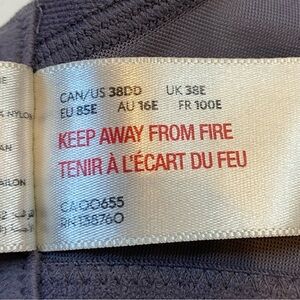 CAN/US 38DD UK 38E
EU 85E AU 16E FR 100E
KEEP AWAY FROM FIRE
TENIR À L'ÉCART DU FEU
CA00655
RN138760
NYLON